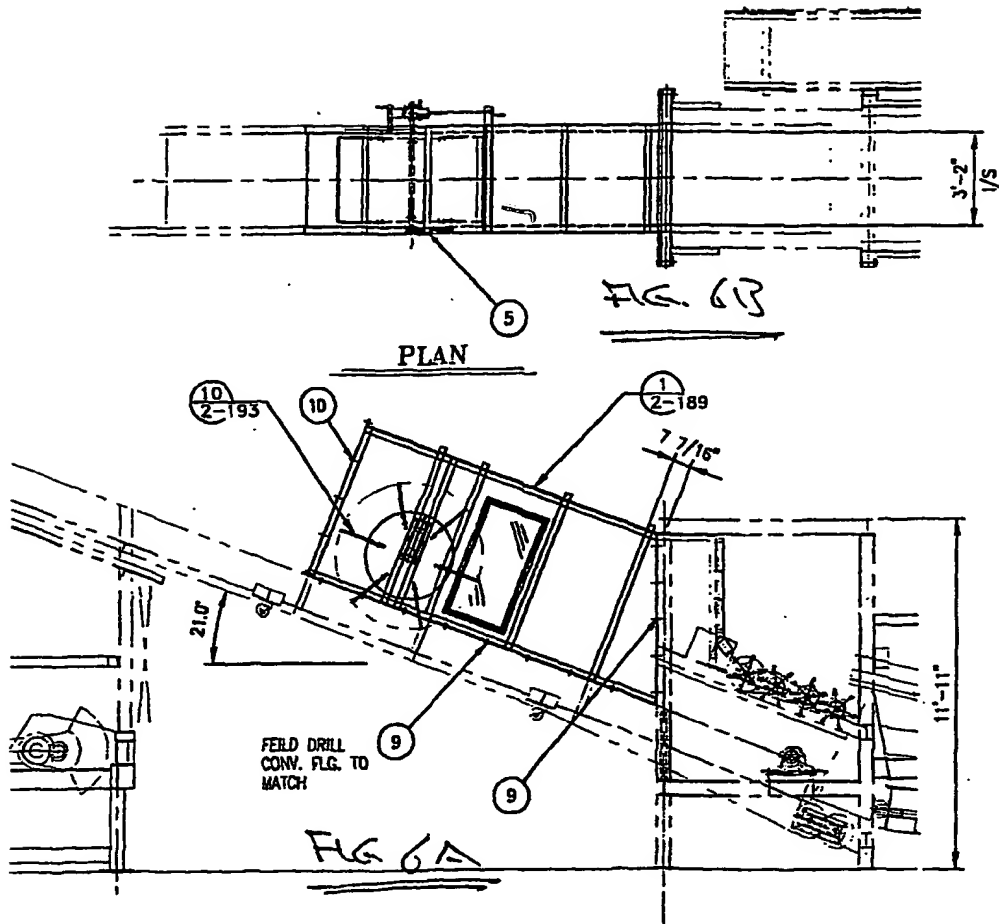 3'-2"
I/S
FIG. 6B
5
PLAN
10
2-193
10
1
2-189
7 7/16"
21.0°
11'-11"
FEILD DRILL
CONV. FLG. TO
MATCH
9
9
FIG 6A